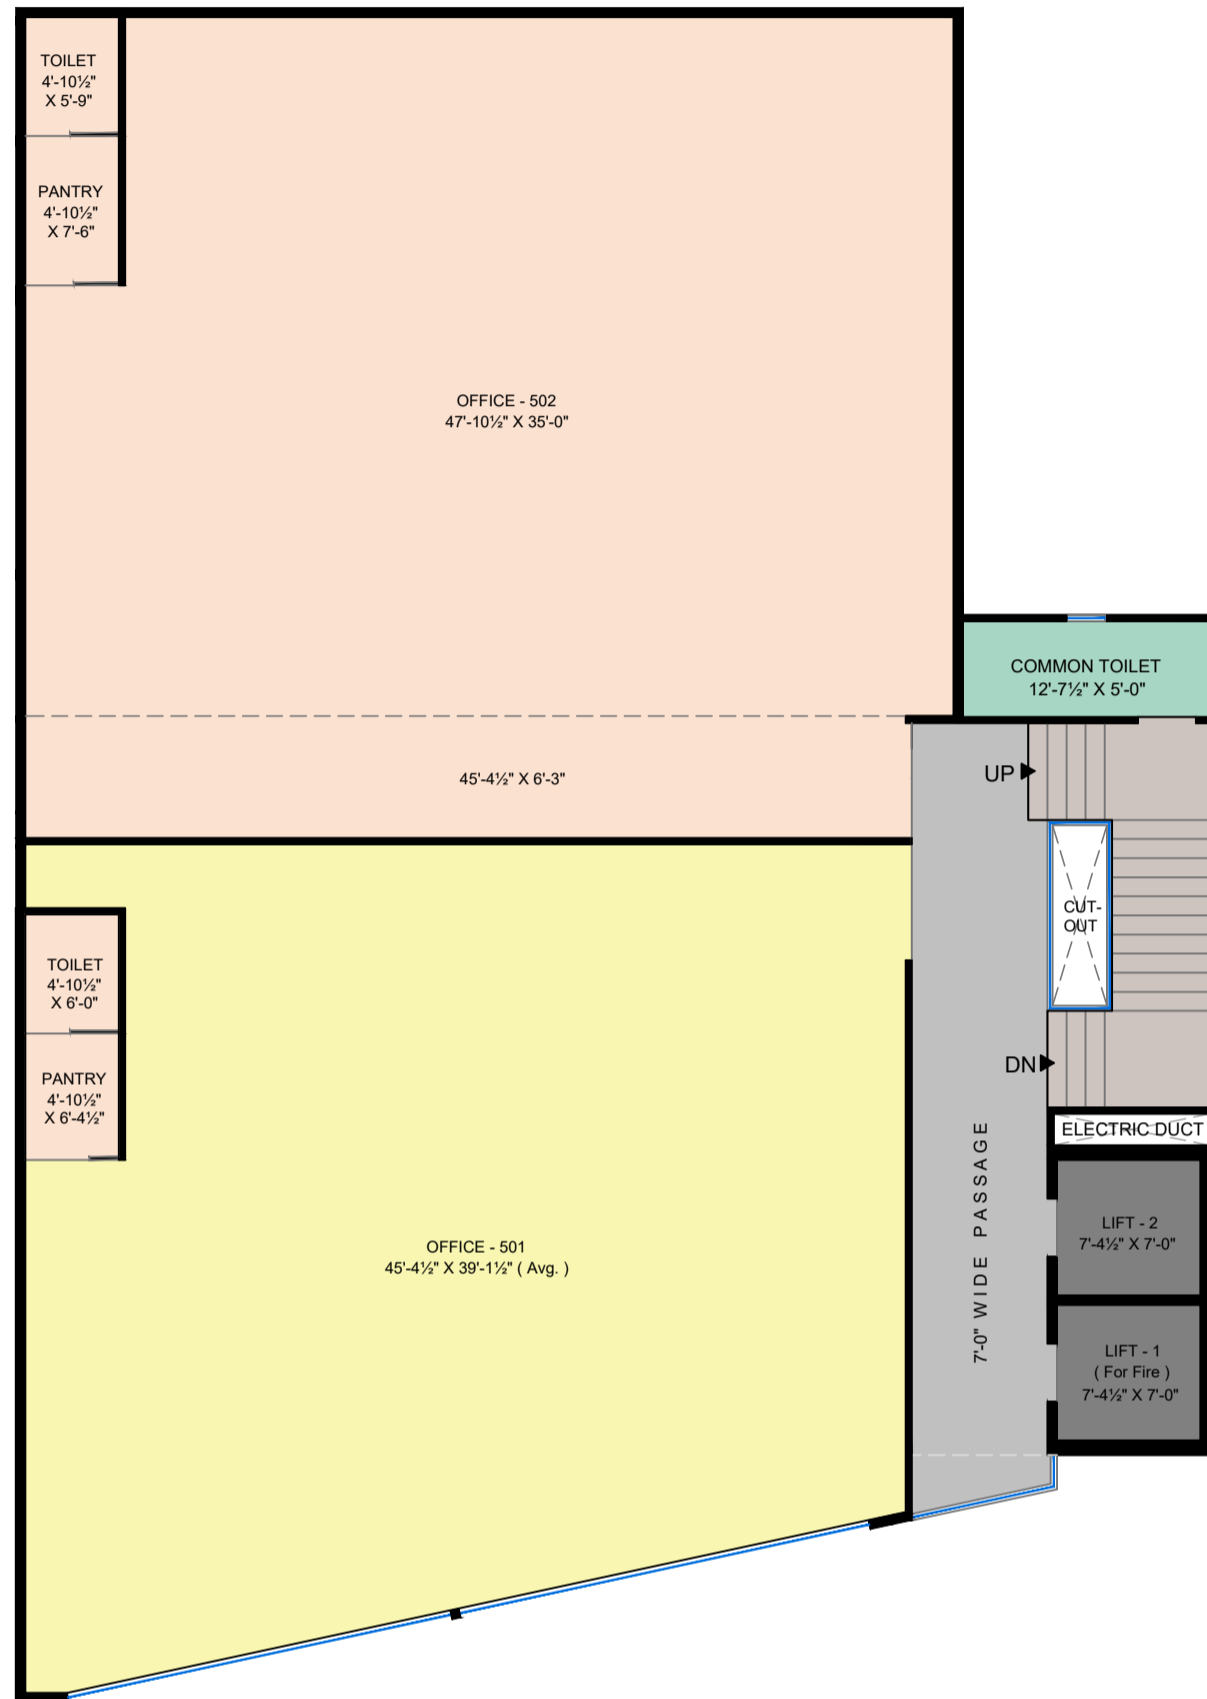 TOILET
4'-10½"
X 5'-9"
PANTRY
4'-10½"
X 7'-6"
OFFICE - 502
47'-10½" X 35'-0"
COMMON TOILET
12'-7½" X 5'-0"
45'-4½" X 6'-3"
UP
CUT-
OUT
TOILET
4'-10½"
X 6'-0"
PANTRY
4'-10½"
X 6'-4½"
DN
ELECTRIC DUCT
7'-0" WIDE PASSAGE
LIFT - 2
7'-4½" X 7'-0"
OFFICE - 501
45'-4½" X 39'-1½" ( Avg. )
LIFT - 1
( For Fire )
7'-4½" X 7'-0"